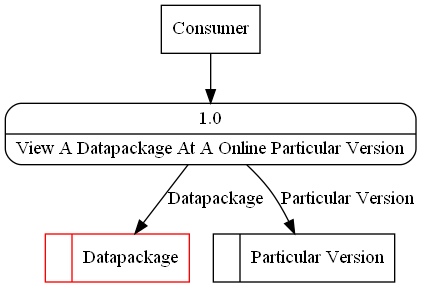 Consumer
1.0
View A Datapackage At A Online Particular Version
Datapackage
Particular Version
Datapackage
Particular Version